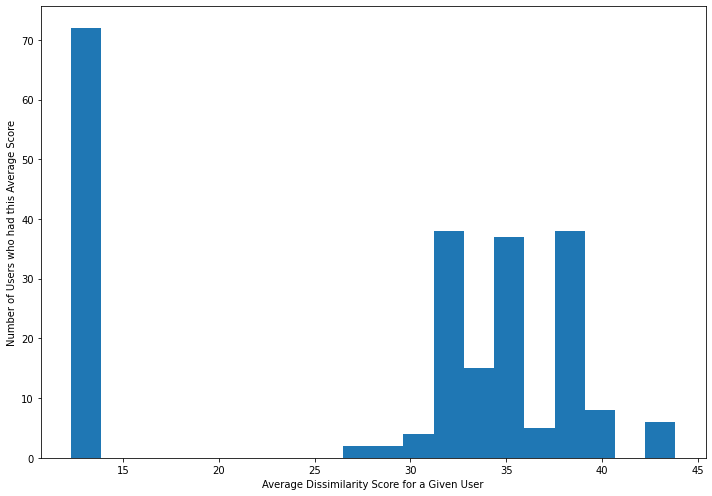 70
60
50
40
30
20
10
0
Number of Users who had this Average Score
15 20 25 30 35 40 45
Average Dissimilarity Score for a Given User